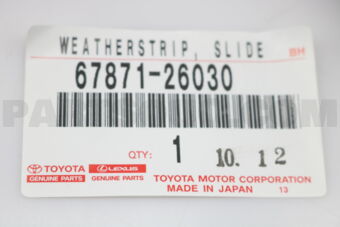 WEATHERSTRIP, SLIDE
BH
67871-26030
QTY: 1 10. 12
TOYOTA LEXUS
GENUINE PARTS GENUINE PARTS
TOYOTA MOTOR CORPORATION
MADE IN JAPAN 13